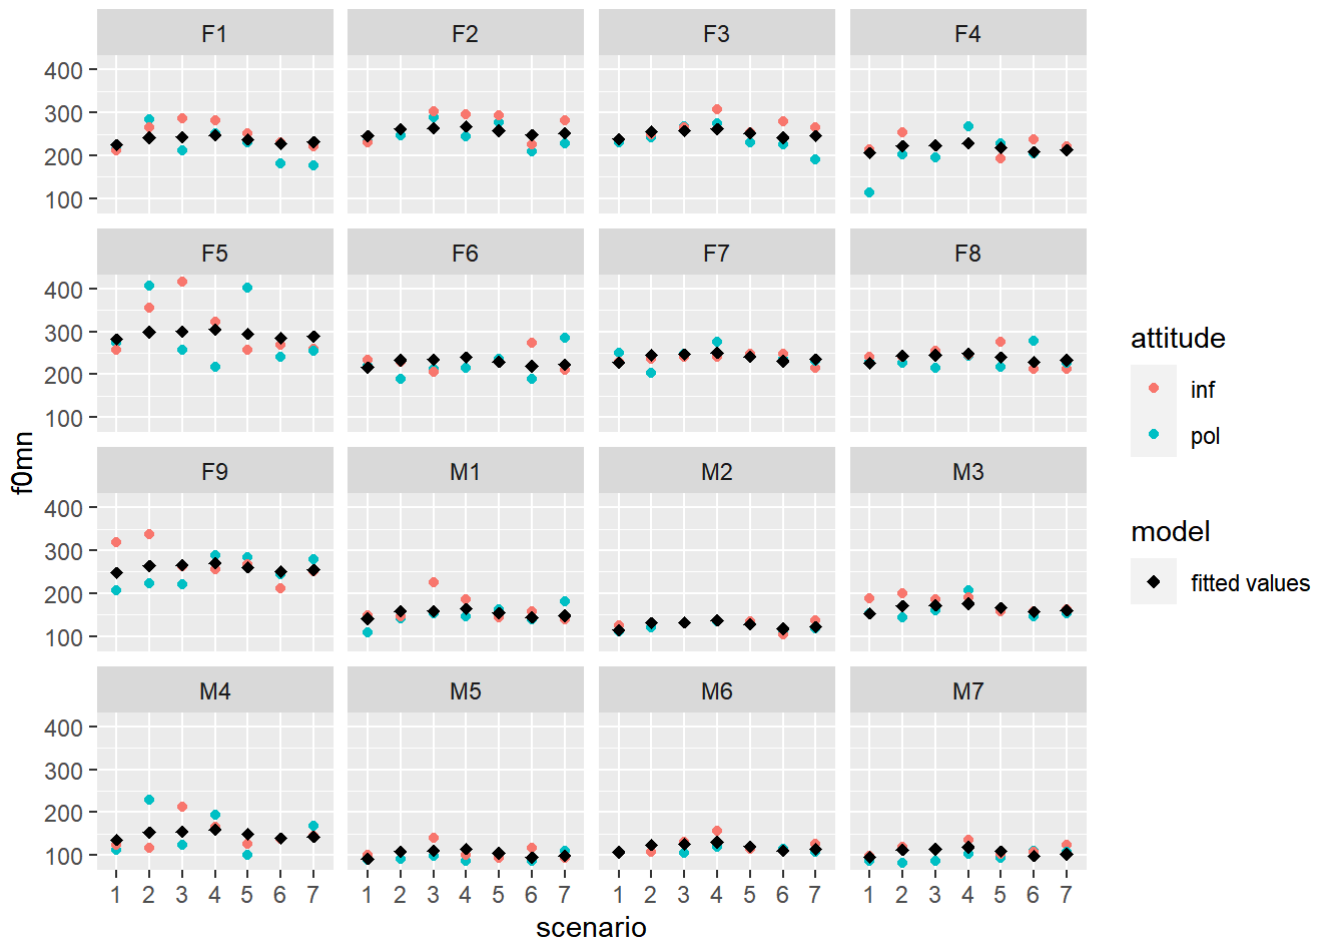 F1 F2 F3 F4
400
300
200
100
F5 F6 F7 F8
400
300
200
100
F9 M1 M2 M3
400
300
200
100
M4 M5 M6 M7
400
300
200
100
1 2 3 4 5 6 7 1 2 3 4 5 6 7 1 2 3 4 5 6 7 1 2 3 4 5 6 7
scenario
f0mn
attitude
inf
pol
model
fitted values